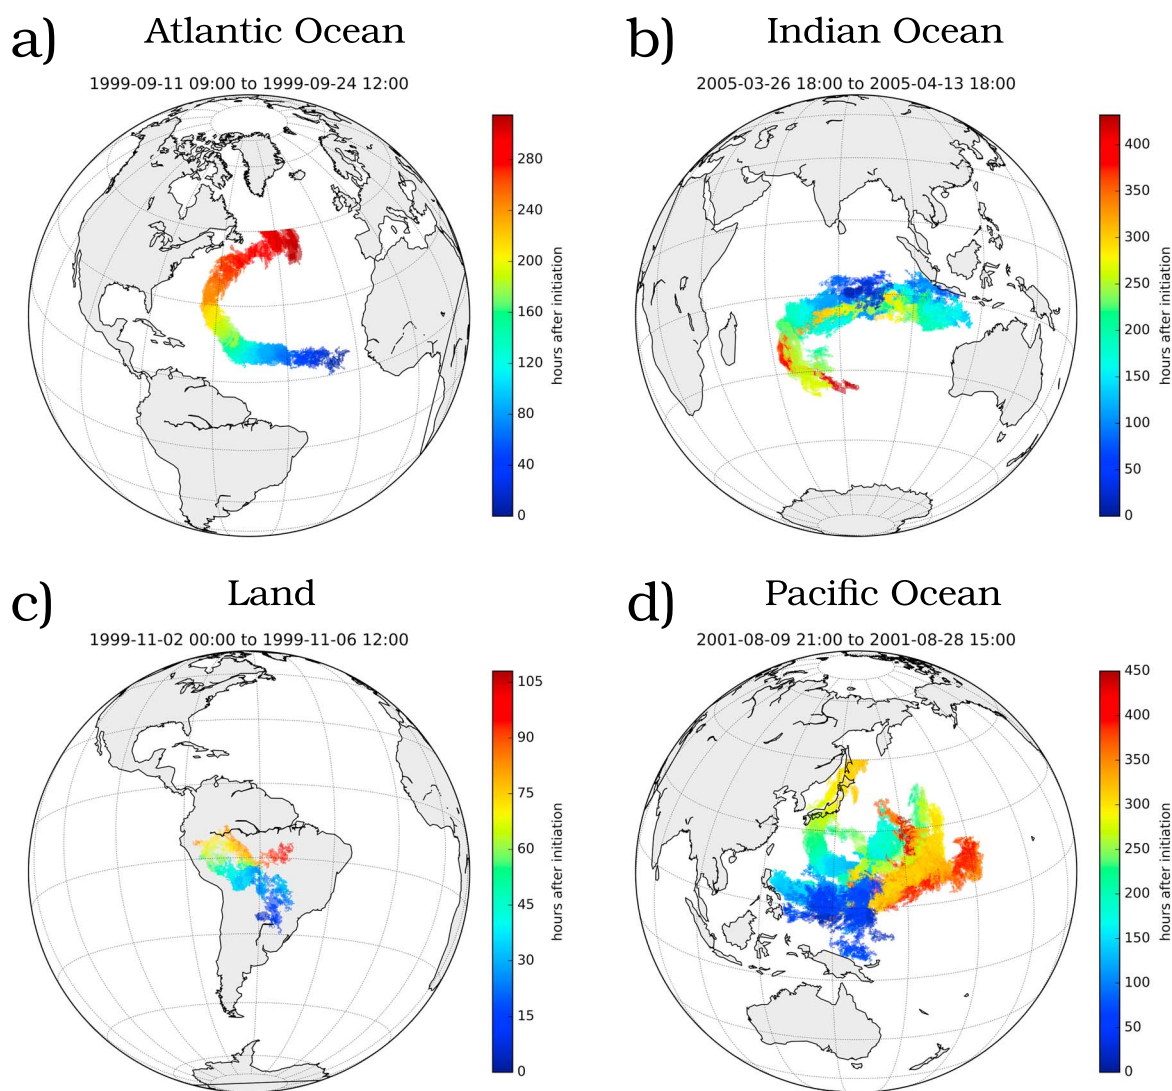 a)
Atlantic Ocean
1999-09-11 09:00 to 1999-09-24 12:00
280
240
200
160
120
80
40
0
hours after initiation
b)
Indian Ocean
2005-03-26 18:00 to 2005-04-13 18:00
400
350
300
250
200
150
100
50
0
hours after initiation
c)
Land
1999-11-02 00:00 to 1999-11-06 12:00
105
90
75
60
45
30
15
0
hours after initiation
d)
Pacific Ocean
2001-08-09 21:00 to 2001-08-28 15:00
450
400
350
300
250
200
150
100
50
0
hours after initiation